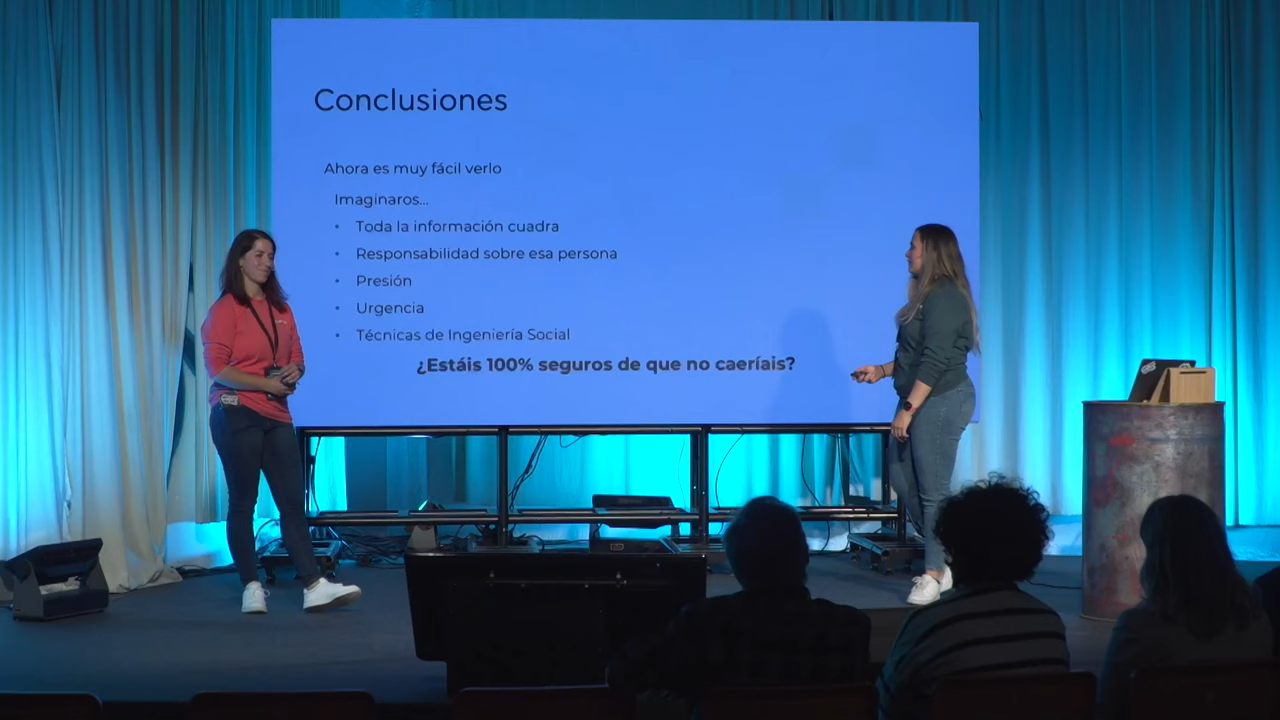 Conclusiones
Ahora es muy fácil verlo
Imaginaros...
• Toda la información cuadra
• Responsabilidad sobre esa persona
• Presión
• Urgencia
• Técnicas de Ingeniería Social
¿Estáis 100% seguros de que no caeríais?